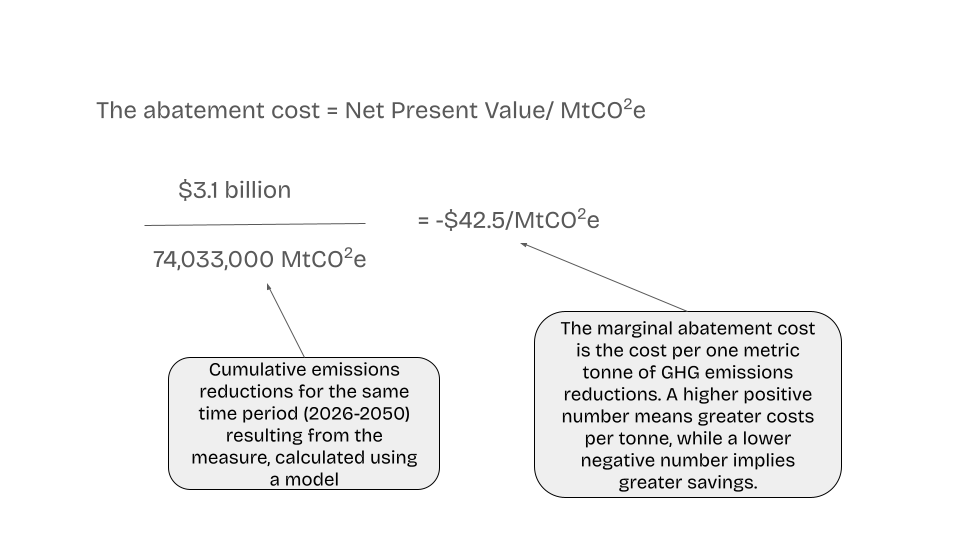 The abatement cost = Net Present Value/ MtCO²e
$3.1 billion
= -$42.5/MtCO²e
74,033,000 MtCO²e
Cumulative emissions
reductions for the same
time period (2026-2050)
resulting from the
measure, calculated using
a model
The marginal abatement cost
is the cost per one metric
tonne of GHG emissions
reductions. A higher positive
number means greater costs
per tonne, while a lower
negative number implies
greater savings.